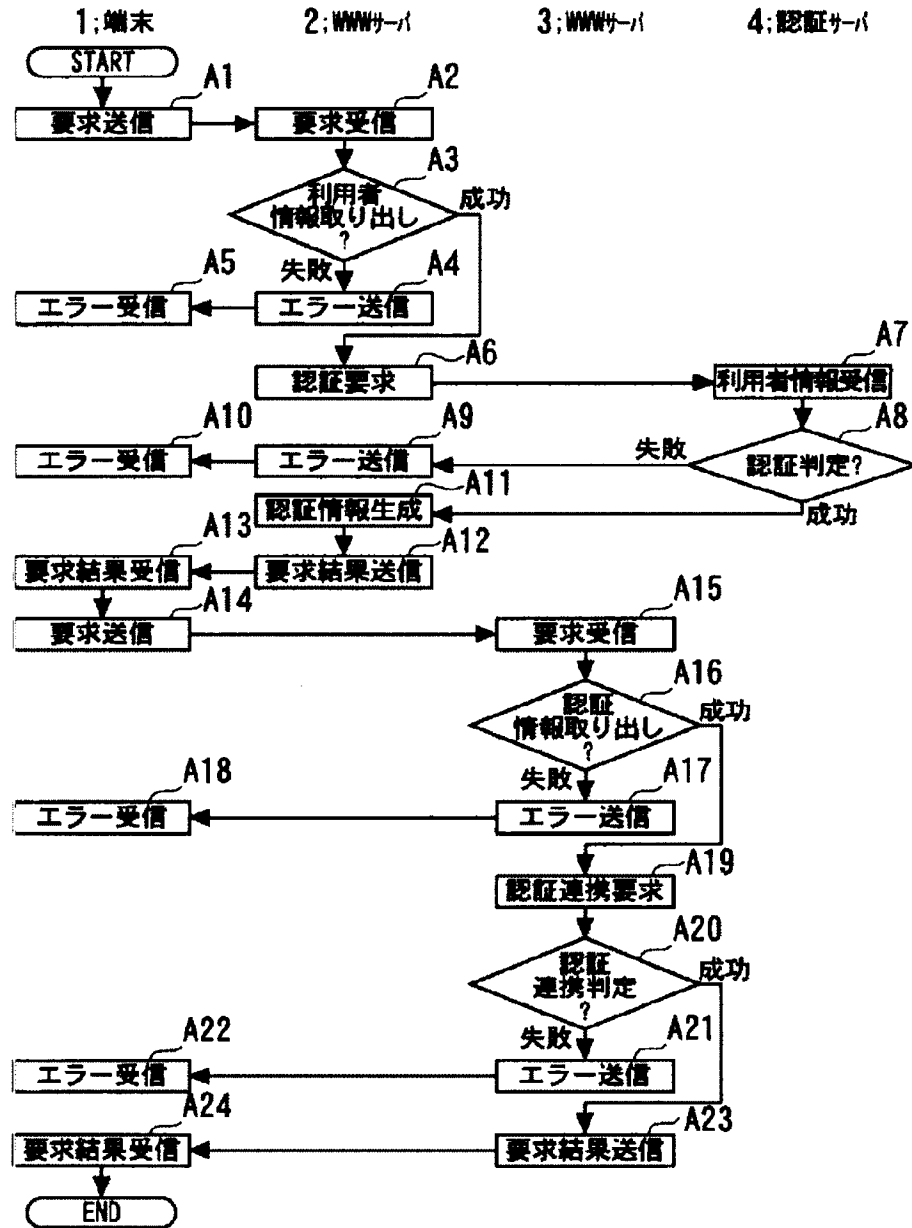 1;端末 2;WWWサーバ 3;WWWサーバ 4;認証サーバ
START
A1 A2
要求送信 要求受信
A3
利用者
情報取り出し
?
成功
失敗
A5 A4
エラー受信 エラー送信
A6 A7
認証要求 利用者情報受信
A8
認証判定?
失敗
成功
A10 A9
エラー受信 エラー送信
A11
認証情報生成
A13 A12
要求結果受信 要求結果送信
A14 A15
要求送信 要求受信
A16
認証
情報取り出し
?
成功
失敗
A18 A17
エラー受信 エラー送信
A19
認証連携要求
A20
認証
連携判定
?
成功
失敗
A22 A21
エラー受信 エラー送信
A24 A23
要求結果受信 要求結果送信
END